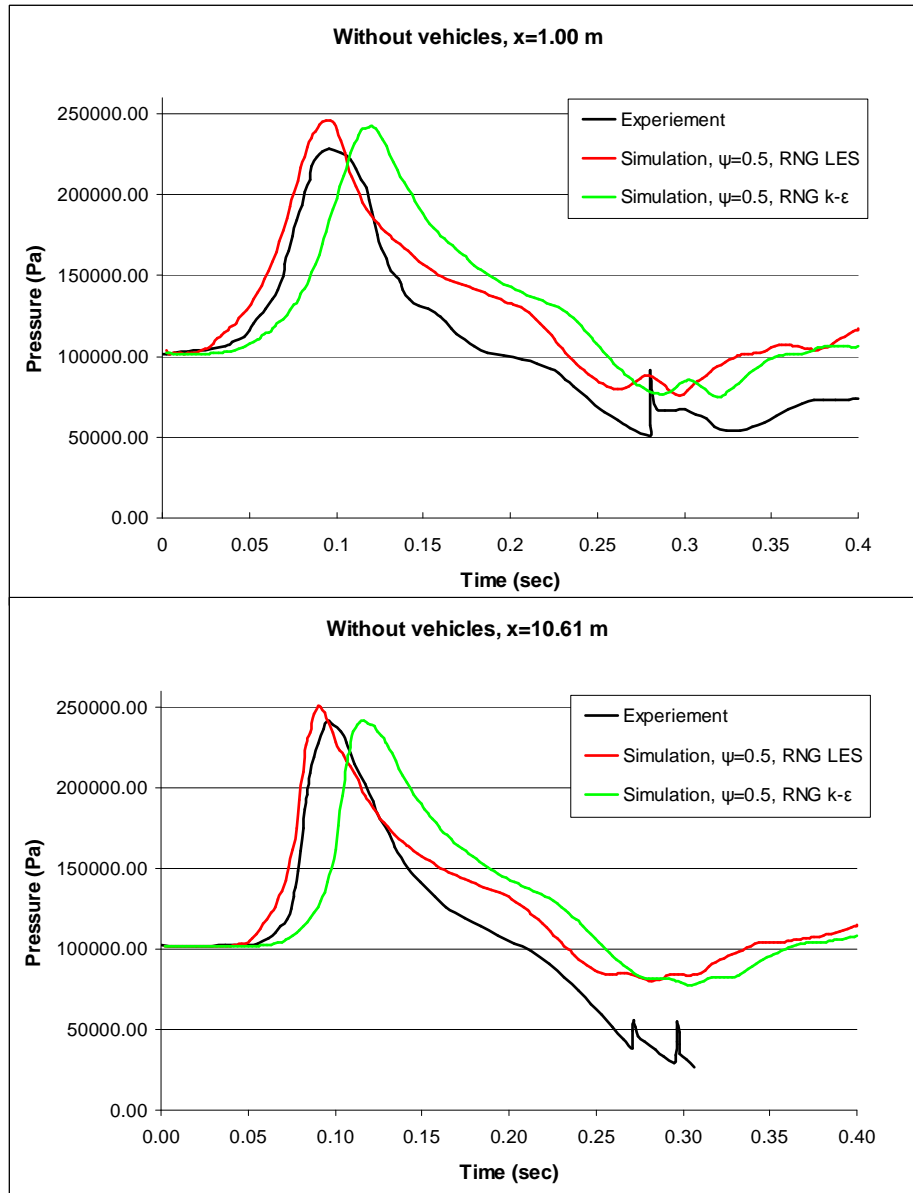 Without vehicles, x=1.00 m
250000.00
200000.00
150000.00
100000.00
50000.00
0.00
Pressure (Pa)
Experiement
Simulation, ψ=0.5, RNG LES
Simulation, ψ=0.5, RNG k-ε
0 0.05 0.1 0.15 0.2 0.25 0.3 0.35 0.4
Time (sec)
Without vehicles, x=10.61 m
250000.00
200000.00
150000.00
100000.00
50000.00
0.00
Pressure (Pa)
Experiement
Simulation, ψ=0.5, RNG LES
Simulation, ψ=0.5, RNG k-ε
0.00 0.05 0.10 0.15 0.20 0.25 0.30 0.35 0.40
Time (sec)